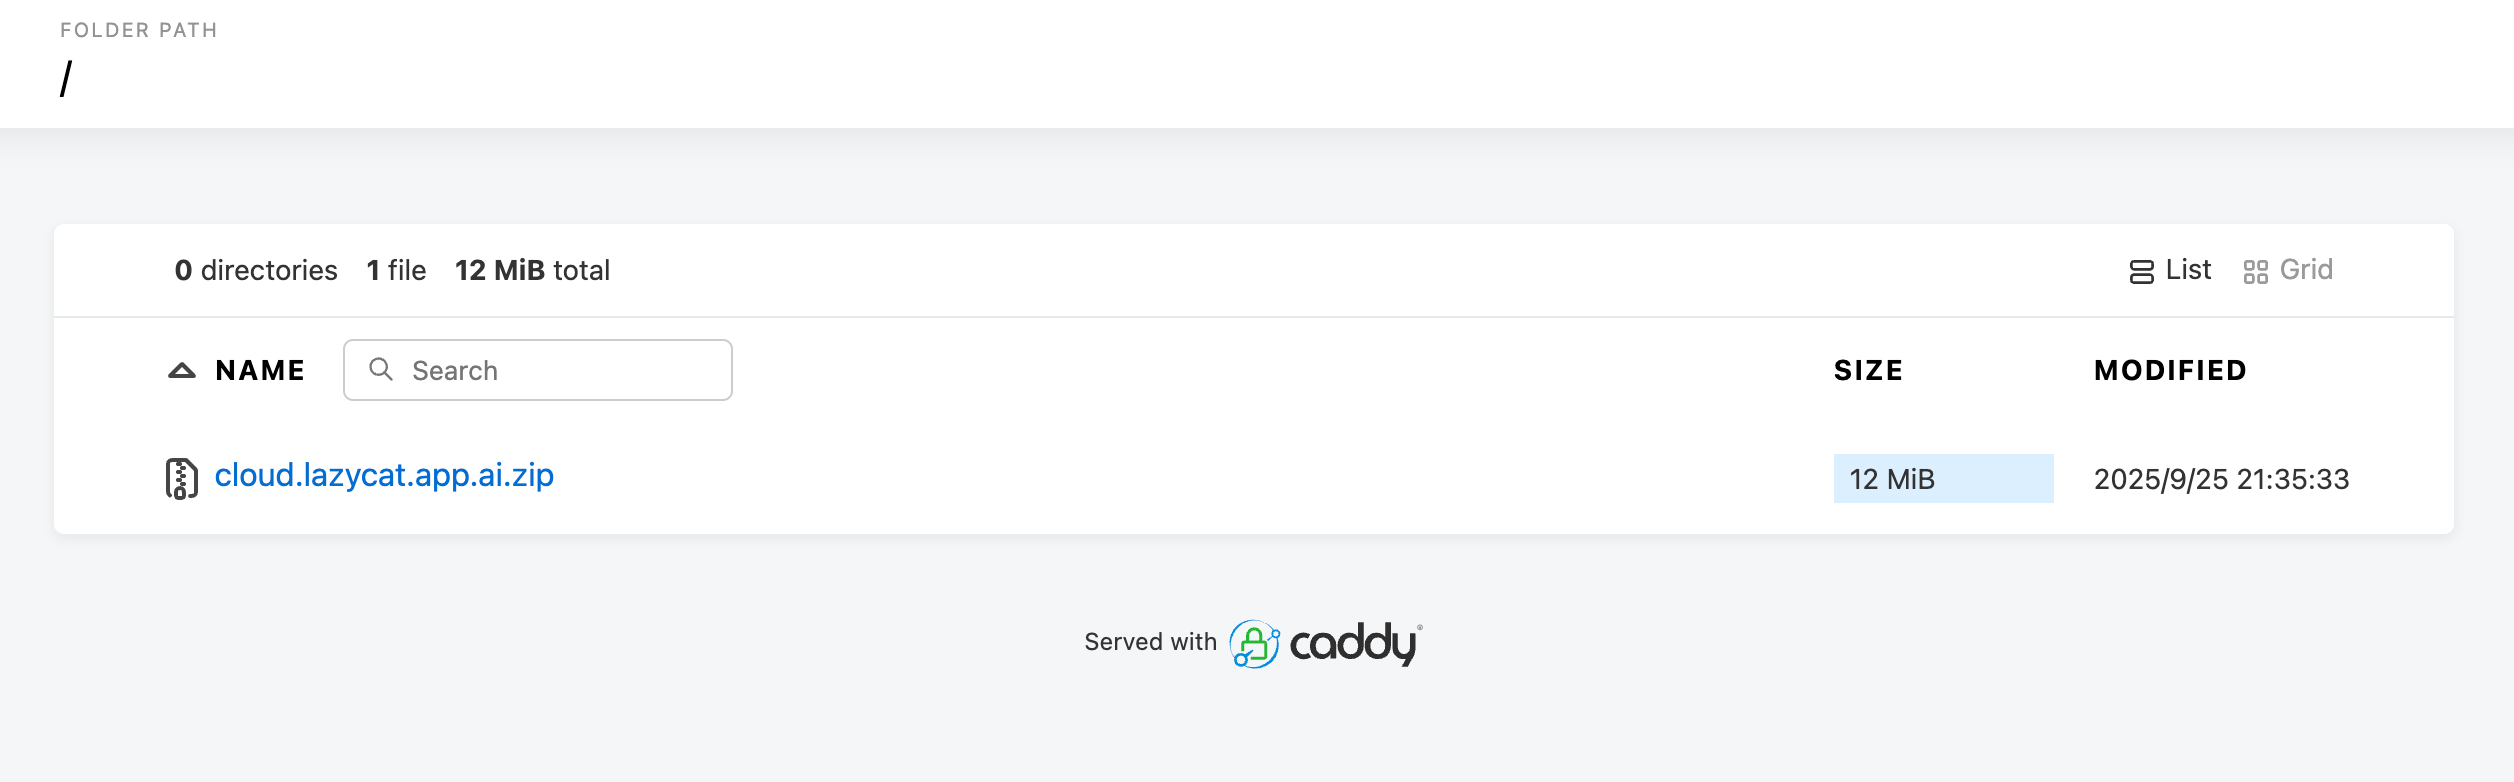 FOLDER PATH
/
0 directories 1 file 12 MiB total
List Grid
NAME Search SIZE MODIFIED
cloud.lazycat.app.ai.zip 12 MiB 2025/9/25 21:35:33
Served with caddy®